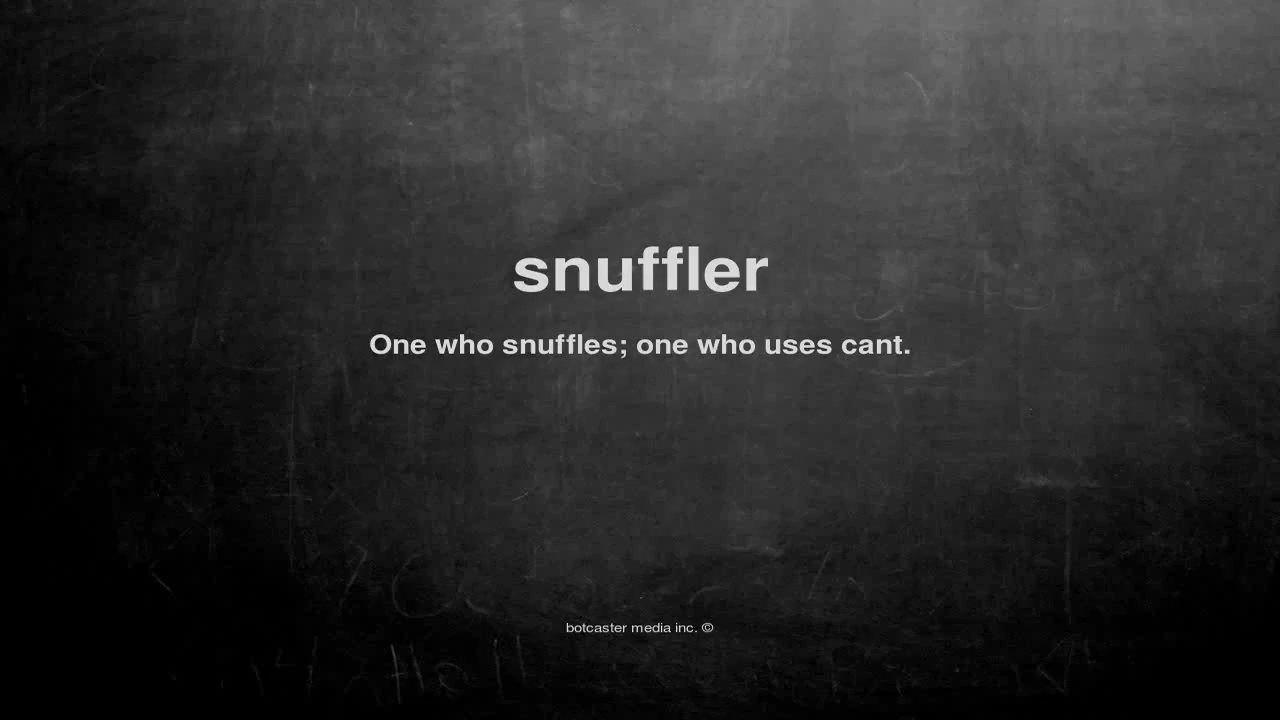 snuffler
One who snuffles; one who uses cant.
botcaster media inc. ©